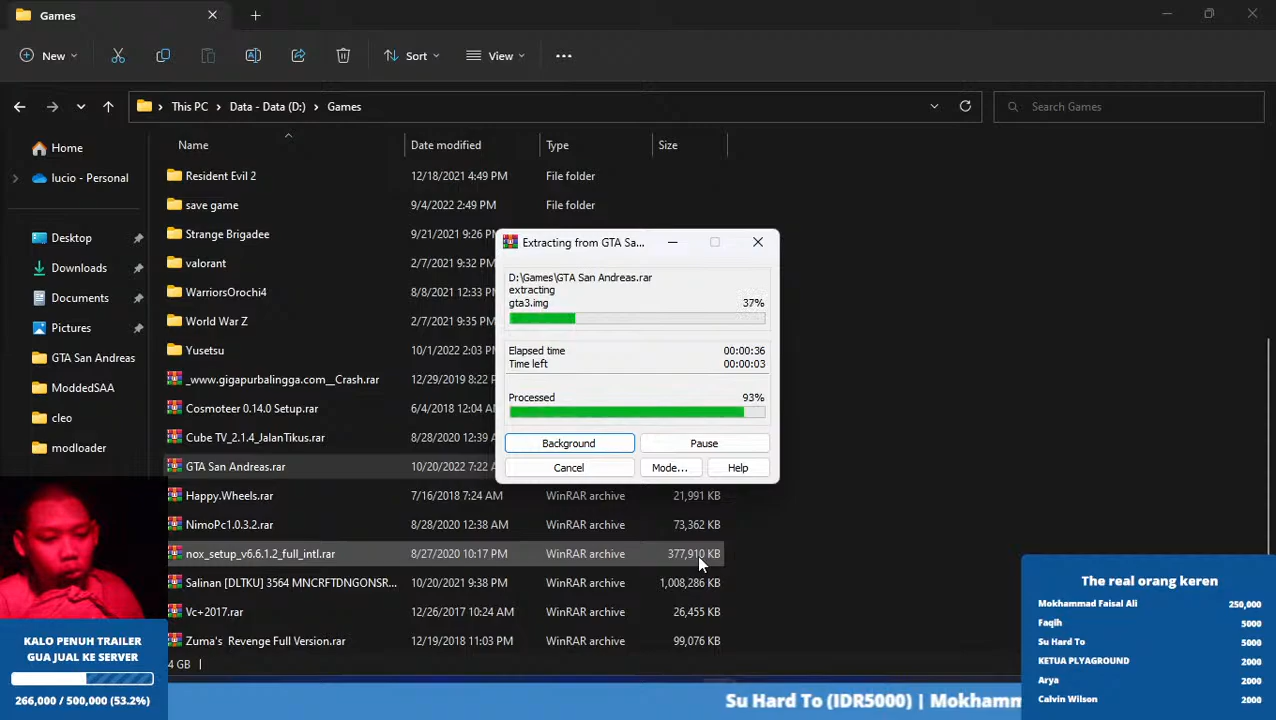 Games
New
Sort
View
This PC > Data - Data (D:) > Games
Search Games
Home
lucio - Personal
Desktop
Downloads
Documents
Pictures
GTA San Andreas
ModdedSAA
cleo
modloader
Name Date modified Type Size
Resident Evil 2 12/18/2021 4:49 PM File folder
save game 9/4/2022 2:49 PM File folder
Strange Brigadee 9/21/2021 9:26 PM
valorant 2/7/2021 9:32 PM
WarriorsOrochi4 8/8/2021 12:33 PM
World War Z 2/7/2021 9:35 PM
Yusetsu 10/1/2022 2:03 PM
_www.gigapurbalingga.com__Crash.rar 12/29/2019 8:22 P
Cosmoteer 0.14.0 Setup.rar 6/4/2018 12:04 A
Cube TV_2.1.4_JalanTikus.rar 8/28/2020 12:39 A
GTA San Andreas.rar 10/20/2022 7:22 A
Happy.Wheels.rar 7/16/2018 7:24 AM WinRAR archive 21,991 KB
NimoPc1.0.3.2.rar 8/28/2020 12:38 AM WinRAR archive 73,362 KB
nox_setup_v6.6.1.2_full_intl.rar 8/27/2020 10:17 PM WinRAR archive 377,910 KB
Salinan [DLTKU] 3564 MNCRFTDNGONSR... 10/20/2021 9:38 PM WinRAR archive 1,008,286 KB
Vc+2017.rar 12/26/2017 10:24 AM WinRAR archive 26,455 KB
Zuma's Revenge Full Version.rar 12/19/2018 11:03 PM WinRAR archive 99,076 KB
4 GB
Extracting from GTA Sa...
D:\Games\GTA San Andreas.rar
extracting
gta3.img 37%
Elapsed time 00:00:36
Time left 00:00:03
Processed 93%
Background Pause
Cancel Mode... Help
KALO PENUH TRAILER
GUA JUAL KE SERVER
266,000 / 500,000 (53.2%)
The real orang keren
Mokhammad Faisal Ali 250,000
Faqih 5000
Su Hard To 5000
KETUA PLYAGROUND 2000
Arya 2000
Calvin Wilson 2000
Su Hard To (IDR5000) | Mokhamm